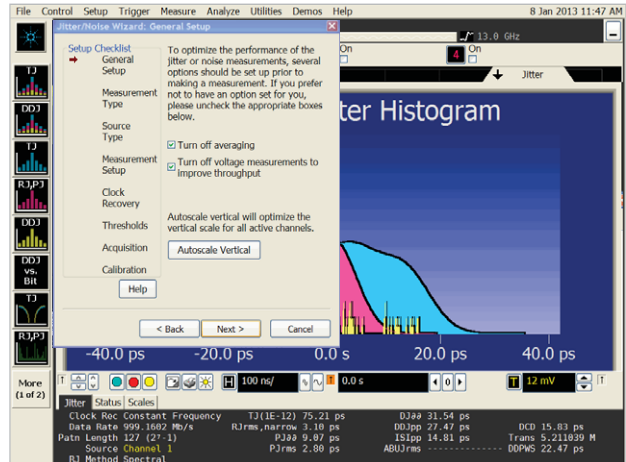 File Control Setup Trigger Measure Analyze Utilities Demos Help 8 Jan 2013 11:47 AM
Jitter/Noise Wizard: General Setup
13.0 GHz
On
4 On
Jitter
Setup Checklist
General Setup
Measurement Type
Source Type
Measurement Setup
Clock Recovery
Thresholds
Acquisition
Calibration
Help
To optimize the performance of the
jitter or noise measurements, several
options should be set up prior to
making a measurement. If you prefer
not to have an option set for you,
please uncheck the appropriate boxes
below.
Turn off averaging
Turn off voltage measurements to
improve throughput
Autoscale vertical will optimize the
vertical scale for all active channels.
Autoscale Vertical
< Back Next > Cancel
ter Histogram
TJ
DDJ
TJ
RJ,PJ
DDJ
DDJ
vs.
Bit
TJ
RJ,PJ
More
(1 of 2)
-40.0 ps -20.0 ps 0.0 s 20.0 ps 40.0 ps
H 100 ns/ 0.0 s 0 T 12 mV
Jitter Status Scales
Clock Rec Constant Frequency TJ(1E-12) 75.21 ps DJðð 31.54 ps
Data Rate 999.1602 Mb/s RJrms,narrow 3.10 ps DDJpp 27.47 ps DCD 15.83 ps
Patn Length 127 (2⁷-1) PJðð 9.07 ps ISIpp 14.81 ps Trans 5.211039 M
Source Channel 1 PJrms 2.80 ps ABUJrms -------------- DDPWS 22.47 ps
RJ Method Spectral